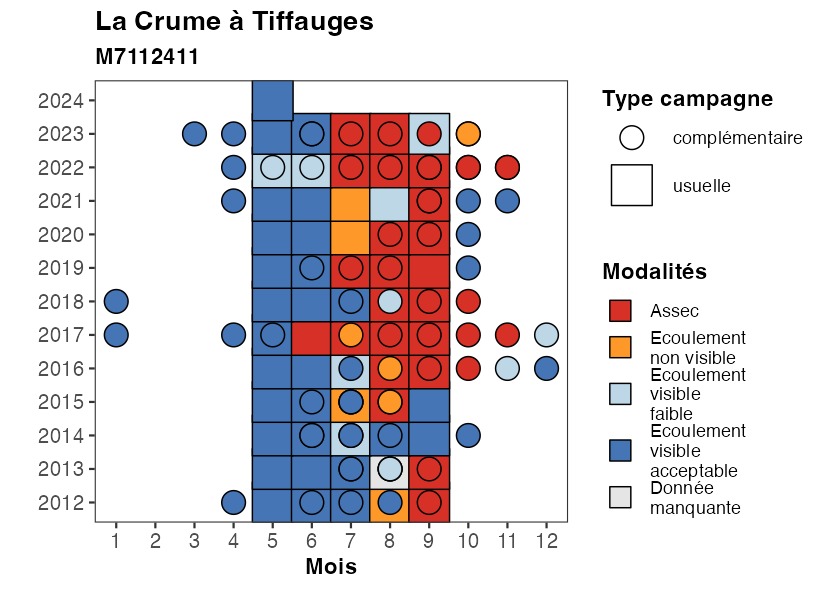 La Crume à Tiffauges
M7112411
2024
2023
2022
2021
2020
2019
2018
2017
2016
2015
2014
2013
2012
1 2 3 4 5 6 7 8 9 10 11 12
Mois
Type campagne
complémentaire
usuelle
Modalités
Assec
Ecoulement
non visible
Ecoulement
visible
faible
Ecoulement
visible
acceptable
Donnée
manquante